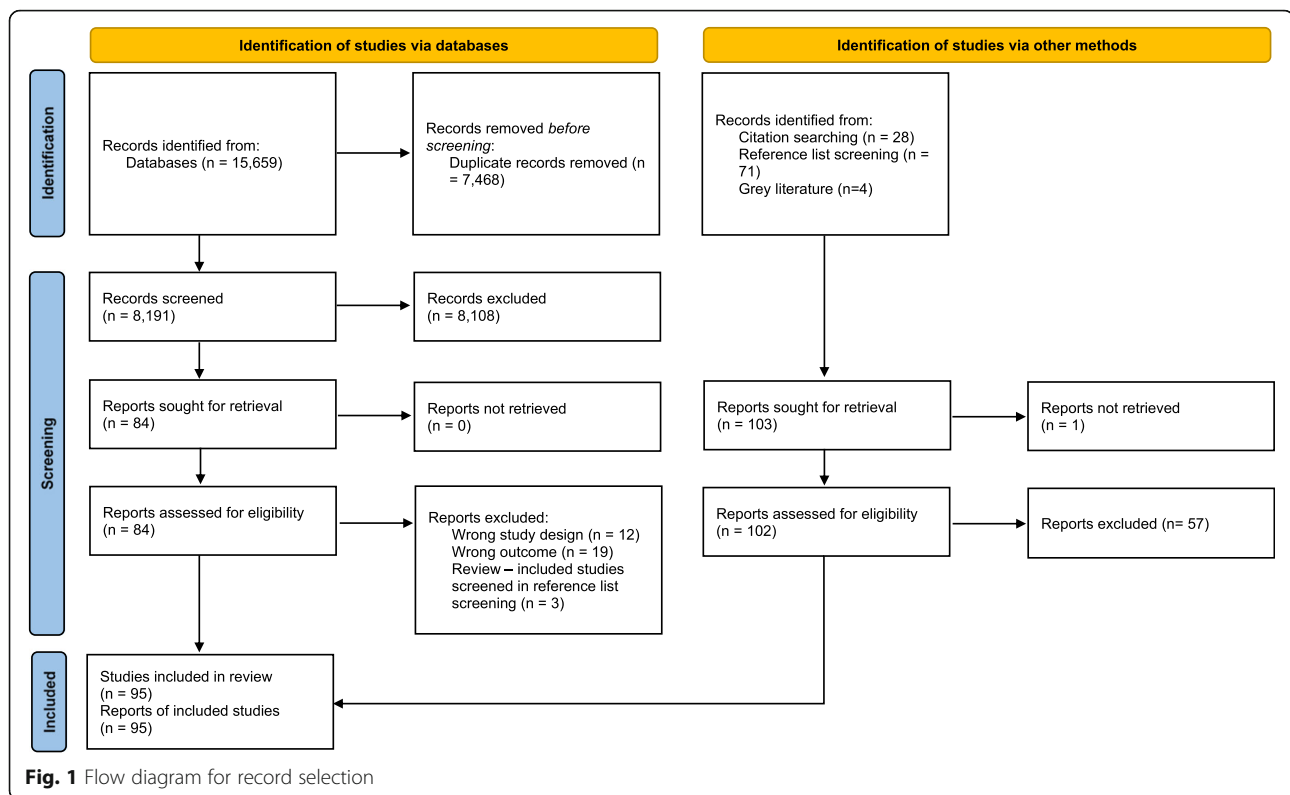 Identification of studies via databases
Identification of studies via other methods
Identification
Records identified from:
Databases (n = 15,659)
Records removed before
screening:
Duplicate records removed (n
= 7,468)
Records identified from:
Citation searching (n = 28)
Reference list screening (n =
71)
Grey literature (n=4)
Screening
Records screened
(n = 8,191)
Records excluded
(n = 8,108)
Reports sought for retrieval
(n = 84)
Reports not retrieved
(n = 0)
Reports sought for retrieval
(n = 103)
Reports not retrieved
(n = 1)
Reports assessed for eligibility
(n = 84)
Reports excluded:
Wrong study design (n = 12)
Wrong outcome (n = 19)
Review – included studies
screened in reference list
screening (n = 3)
Reports assessed for eligibility
(n = 102)
Reports excluded (n= 57)
Included
Studies included in review
(n = 95)
Reports of included studies
(n = 95)
Fig. 1 Flow diagram for record selection